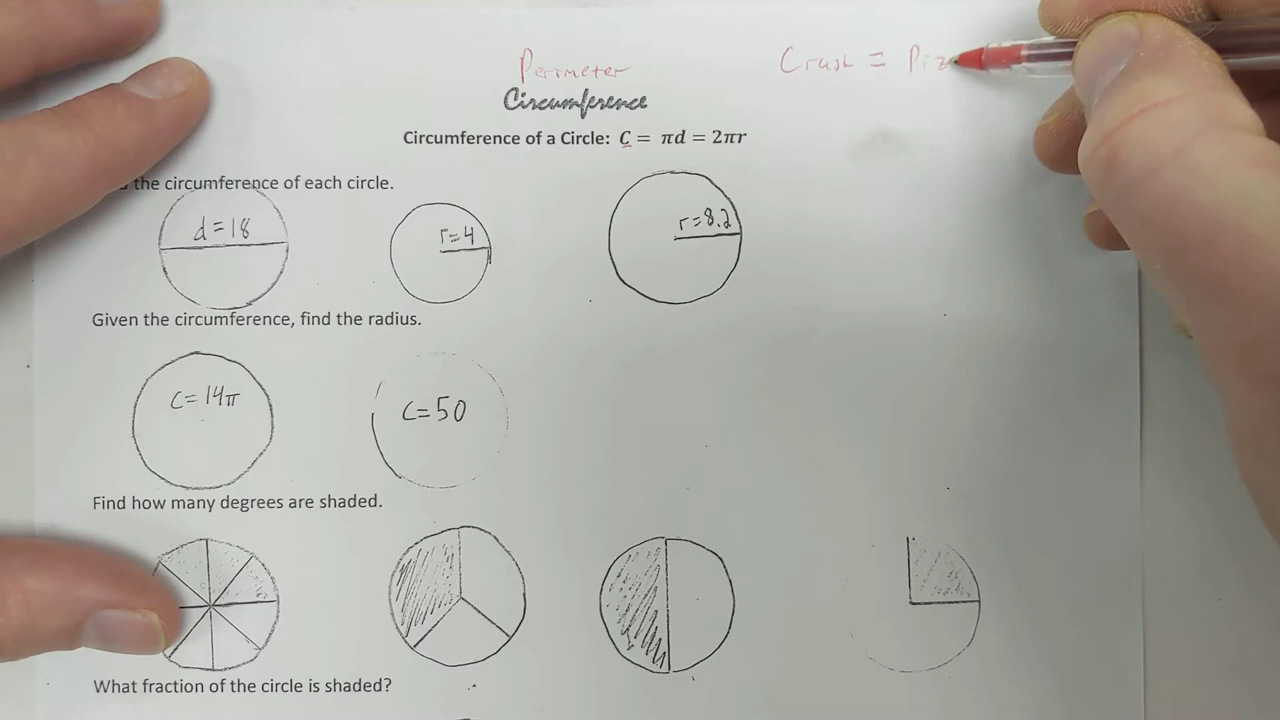 Perimeter
Crust = Piz
Circumference
Circumference of a Circle: C = πd = 2πr
the circumference of each circle.
d=18
r=4
r=8.2
Given the circumference, find the radius.
C=14π
C=50
Find how many degrees are shaded.
What fraction of the circle is shaded?